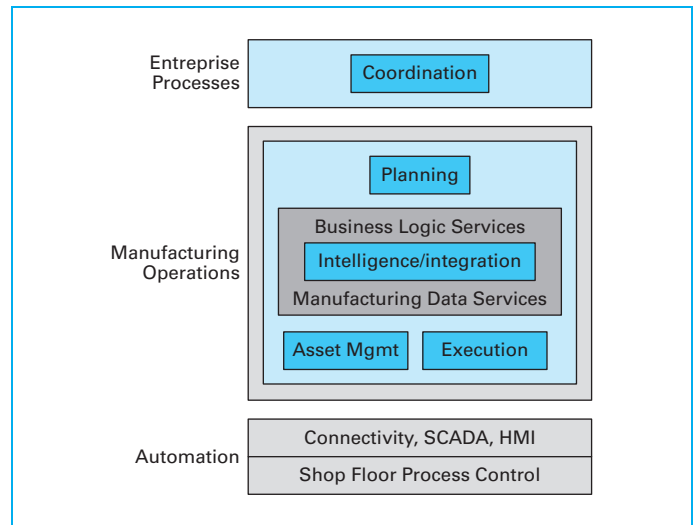 Entreprise
Processes
Coordination
Manufacturing
Operations
Planning
Business Logic Services
Intelligence/integration
Manufacturing Data Services
Asset Mgmt
Execution
Automation
Connectivity, SCADA, HMI
Shop Floor Process Control